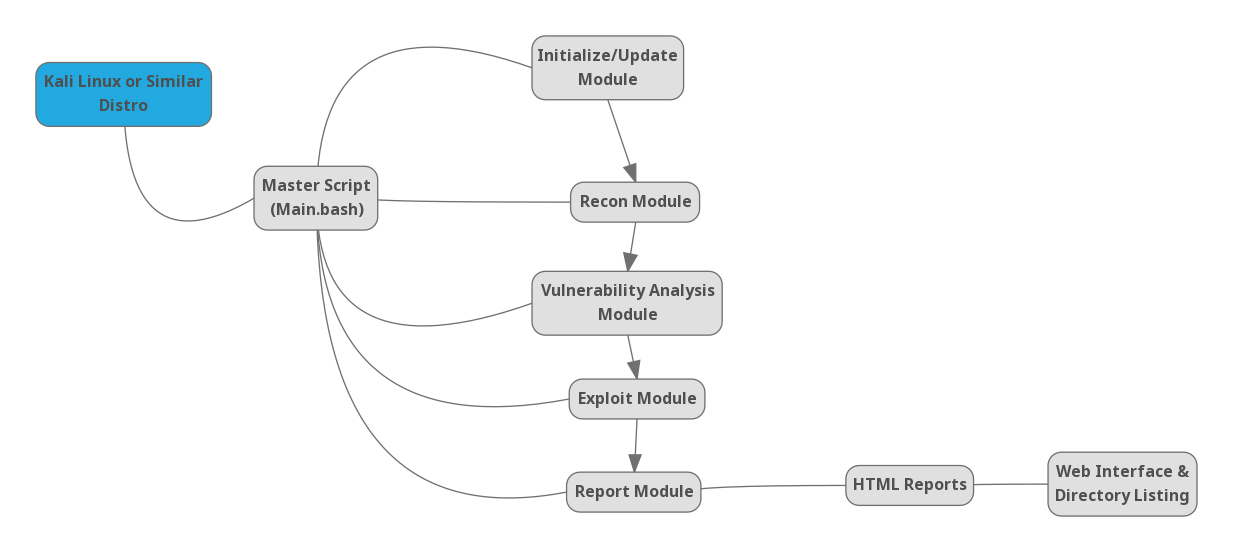 Kali Linux or Similar
Distro
Master Script
(Main.bash)
Initialize/Update
Module
Recon Module
Vulnerability Analysis
Module
Exploit Module
Report Module
HTML Reports
Web Interface &
Directory Listing